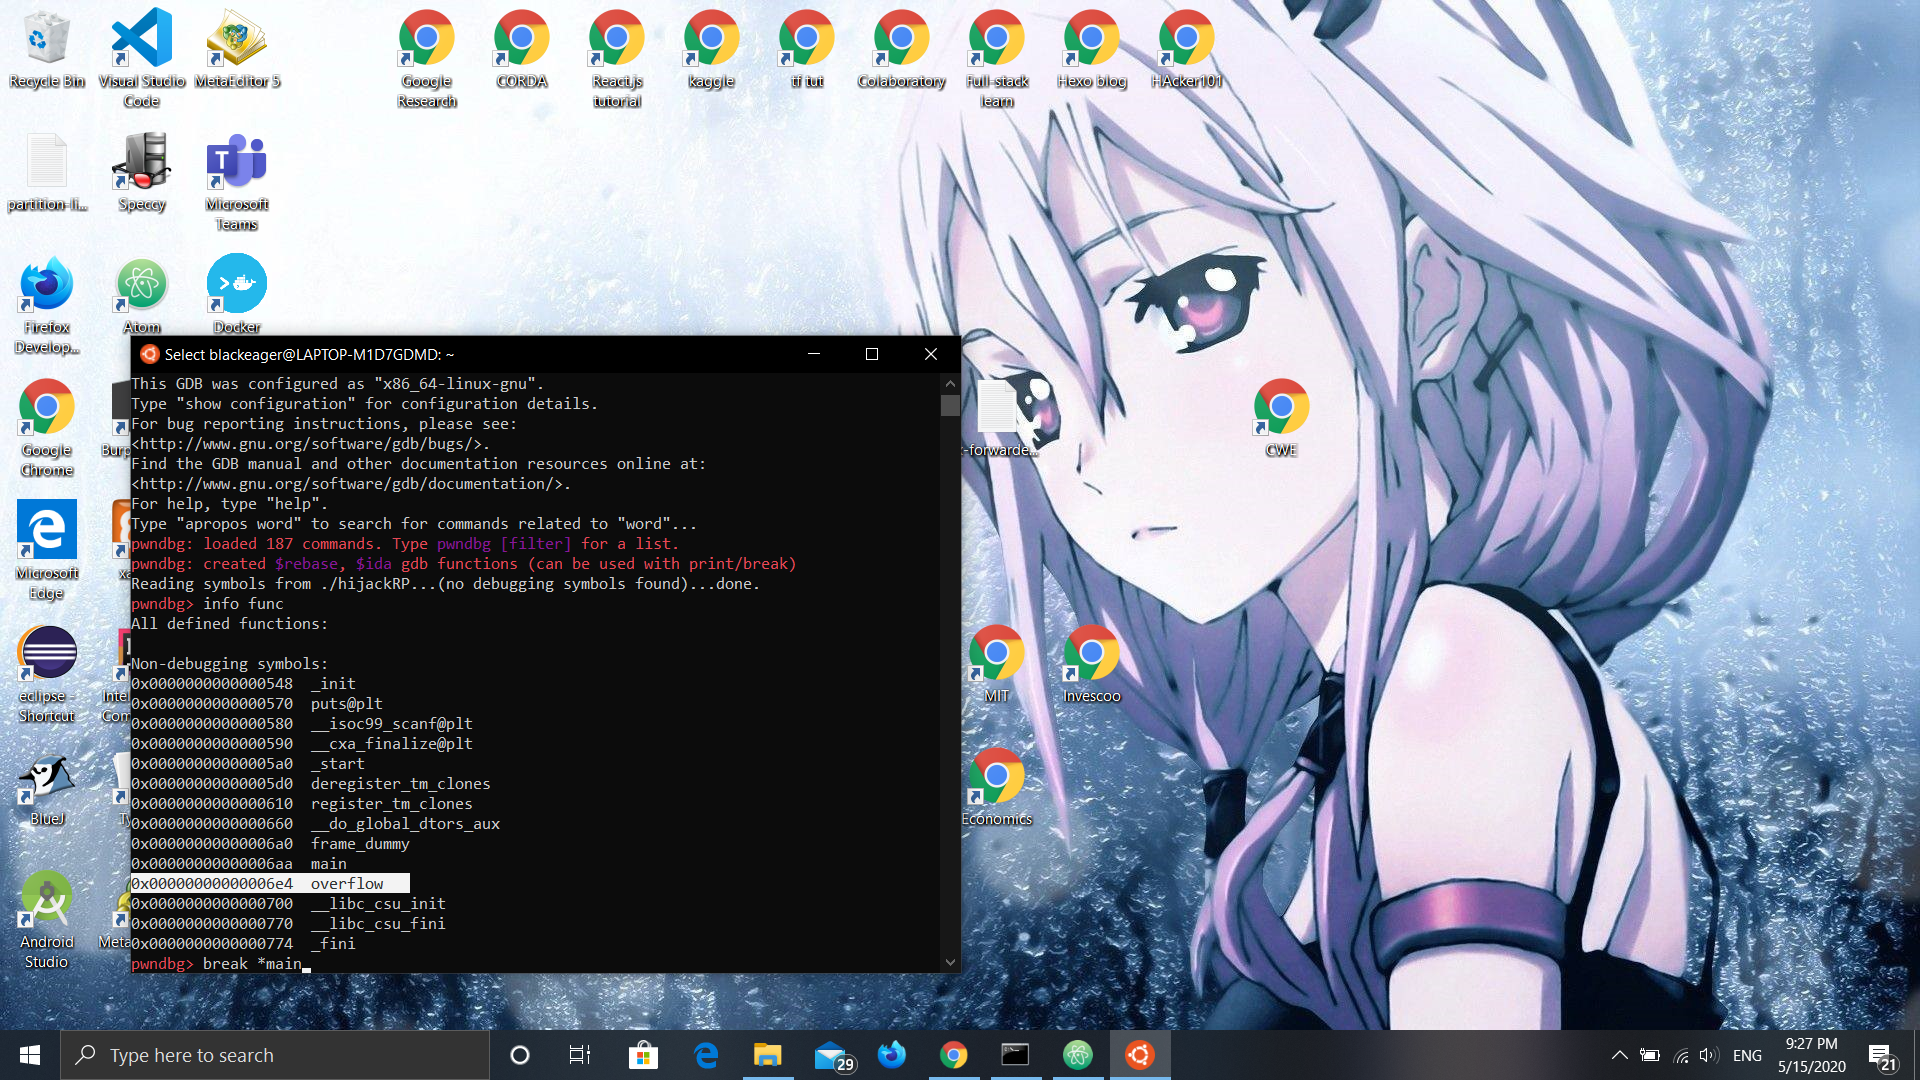 Recycle Bin
Visual Studio
Code
MetaEditor 5
Google
Research
CORDA
React.js
tutorial
kaggle
tf tut
Colaboratory
Full-stack
learn
Hexo blog
HAcker101
partition-li...
Speccy
Microsoft
Teams
Firefox
Develop...
Atom
Docker
Google
Chrome
Burp
Microsoft
Edge
xa
eclipse -
Shortcut
Inte
Com
BlueJ
Ty
Android
Studio
Meta
Select blackeager@LAPTOP-M1D7GDMD: ~
This GDB was configured as "x86_64-linux-gnu".
Type "show configuration" for configuration details.
For bug reporting instructions, please see:
<http://www.gnu.org/software/gdb/bugs/>.
Find the GDB manual and other documentation resources online at:
<http://www.gnu.org/software/gdb/documentation/>.
For help, type "help".
Type "apropos word" to search for commands related to "word"...
pwndbg: loaded 187 commands. Type pwndbg [filter] for a list.
pwndbg: created $rebase, $ida gdb functions (can be used with print/break)
Reading symbols from ./hijackRP...(no debugging symbols found)...done.
pwndbg> info func
All defined functions:
Non-debugging symbols:
0x0000000000000548  _init
0x0000000000000570  puts@plt
0x0000000000000580  __isoc99_scanf@plt
0x0000000000000590  __cxa_finalize@plt
0x00000000000005a0  _start
0x00000000000005d0  deregister_tm_clones
0x0000000000000610  register_tm_clones
0x0000000000000660  __do_global_dtors_aux
0x00000000000006a0  frame_dummy
0x00000000000006aa  main
0x00000000000006e4  overflow
0x0000000000000700  __libc_csu_init
0x0000000000000770  __libc_csu_fini
0x0000000000000774  _fini
pwndbg> break *main
-forwarde...
CWE
MIT
Invescoo
Economics
Type here to search
29
ENG
9:27 PM
5/15/2020
21